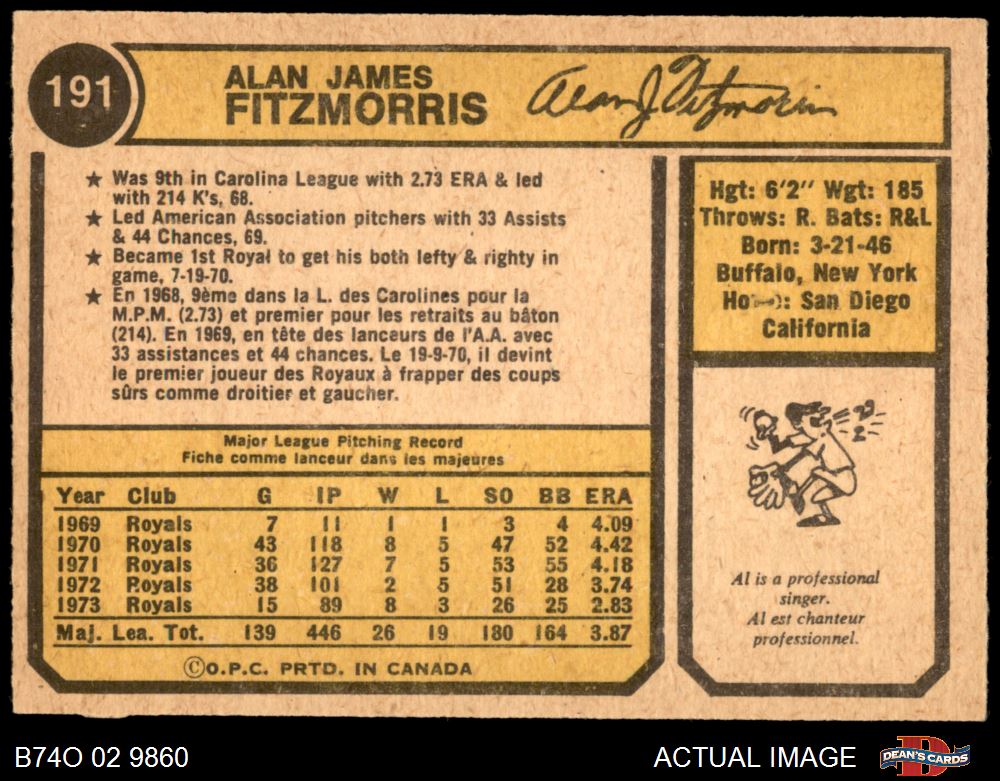 191
ALAN JAMES
FITZMORRIS
Alan J. Fitzmorris
★ Was 9th in Carolina League with 2.73 ERA & led
with 214 K's, 68.
★ Led American Association pitchers with 33 Assists
& 44 Chances, 69.
★ Became 1st Royal to get his both lefty & righty in
game, 7-19-70.
★ En 1968, 9ème dans la L. des Carolines pour la
M.P.M. (2.73) et premier pour les retraits au bâton
(214). En 1969, en tête des lanceurs de l'A.A. avec
33 assistances et 44 chances. Le 19-9-70, il devint
le premier joueur des Royaux à frapper des coups
sûrs comme droitier et gaucher.
Hgt: 6'2" Wgt: 185
Throws: R. Bats: R&L
Born: 3-21-46
Buffalo, New York
San Diego
California
Major League Pitching Record
Fiche comme lanceur dans les majeures
Year Club G IP W L SO BB ERA
1969 Royals 7 11 1 1 3 4 4.09
1970 Royals 43 118 8 5 47 52 4.42
1971 Royals 36 127 7 5 53 55 4.18
1972 Royals 38 101 2 5 51 28 3.74
1973 Royals 15 89 8 3 26 25 2.83
Maj. Lea. Tot. 139 446 26 19 180 164 3.87
©O.P.C. PRTD. IN CANADA
Al is a professional
singer.
Al est chanteur
professionnel.
B74O 02 9860
ACTUAL IMAGE
DEAN'S CARDS